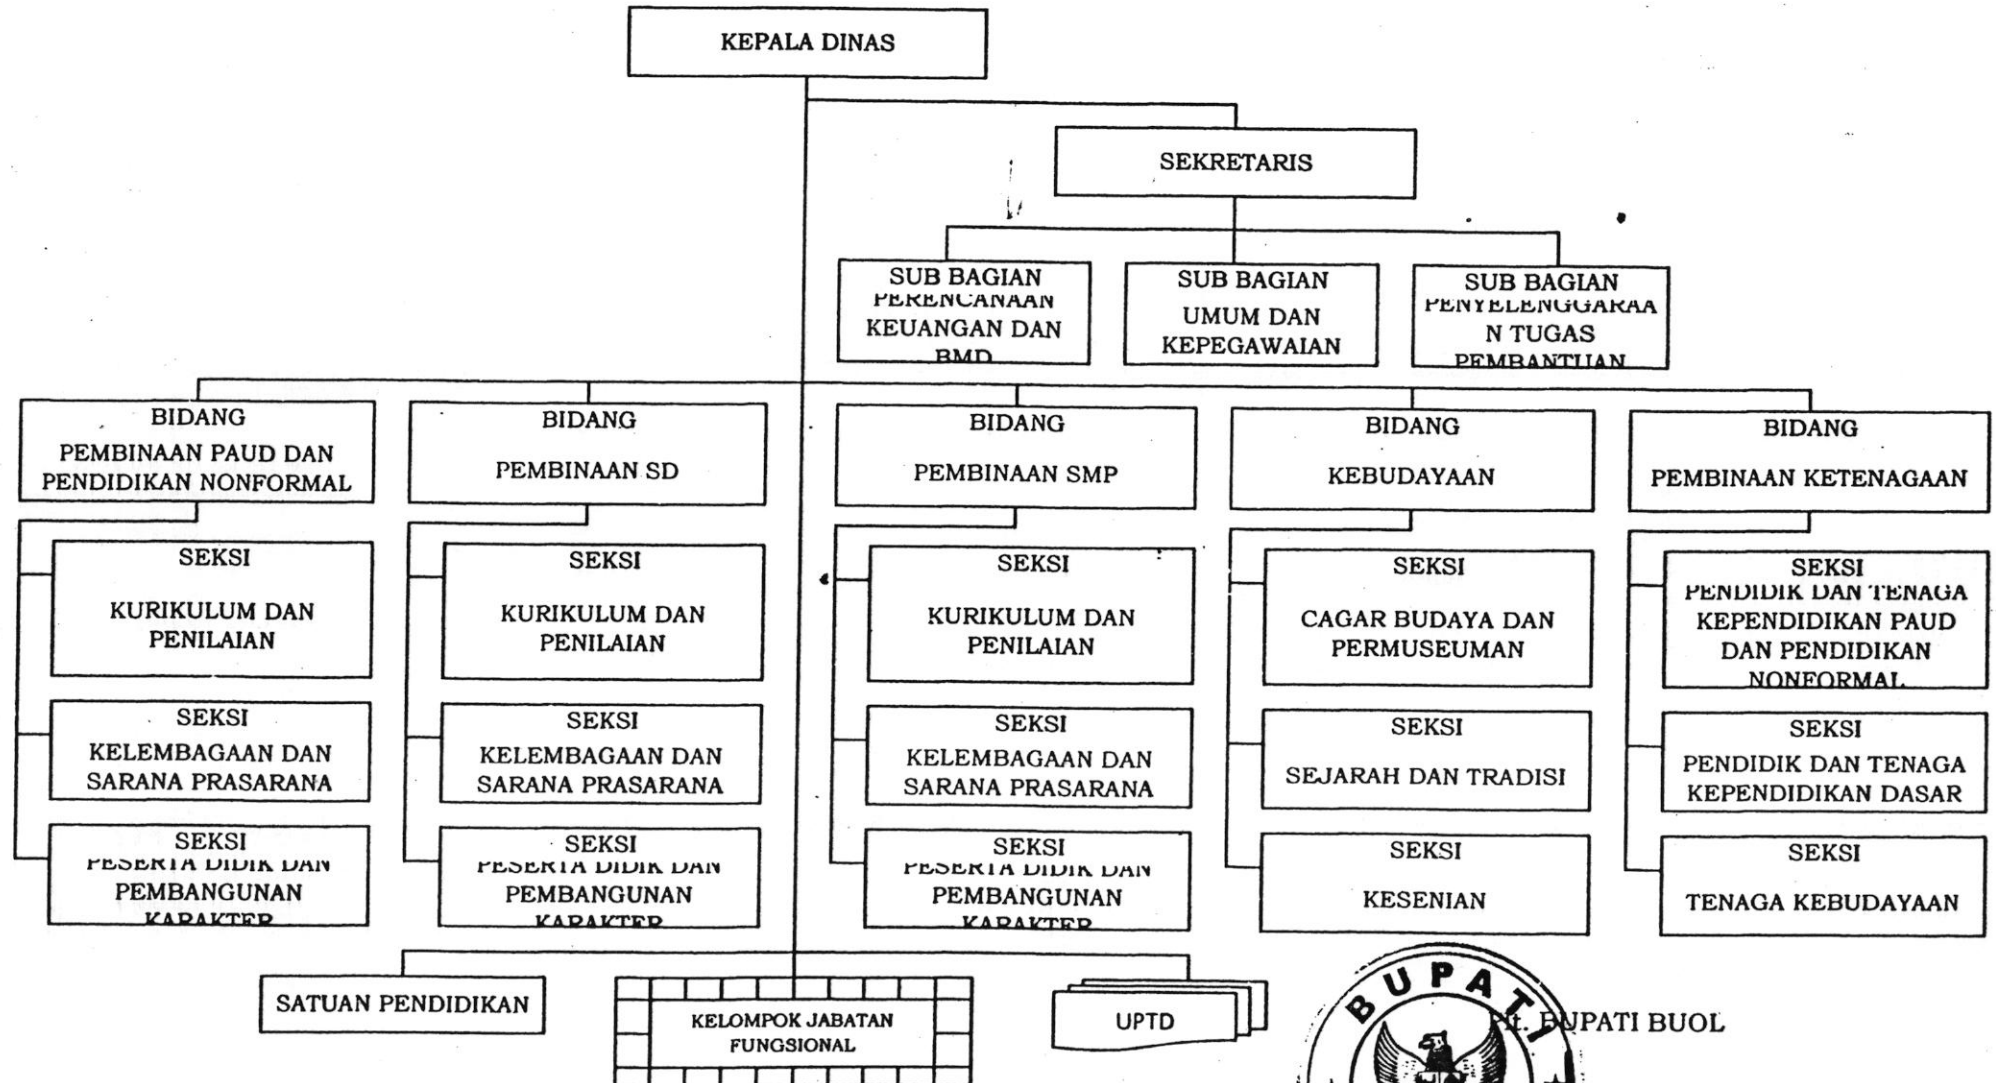 KEPALA DINAS
SEKRETARIS
SUB BAGIAN
PERENCANAAN
KEUANGAN DAN
BMD
SUB BAGIAN
UMUM DAN
KEPEGAWAIAN
SUB BAGIAN
PENYELENGGARAA
N TUGAS
PEMBANTUAN
BIDANG
PEMBINAAN PAUD DAN
PENDIDIKAN NONFORMAL
BIDANG
PEMBINAAN SD
BIDANG
PEMBINAAN SMP
BIDANG
KEBUDAYAAN
BIDANG
PEMBINAAN KETENAGAAN
SEKSI
KURIKULUM DAN
PENILAIAN
SEKSI
KURIKULUM DAN
PENILAIAN
SEKSI
KURIKULUM DAN
PENILAIAN
SEKSI
CAGAR BUDAYA DAN
PERMUSEUMAN
SEKSI
PENDIDIK DAN TENAGA
KEPENDIDIKAN PAUD
DAN PENDIDIKAN
NONFORMAL
SEKSI
KELEMBAGAAN DAN
SARANA PRASARANA
SEKSI
KELEMBAGAAN DAN
SARANA PRASARANA
SEKSI
KELEMBAGAAN DAN
SARANA PRASARANA
SEKSI
SEJARAH DAN TRADISI
SEKSI
PENDIDIK DAN TENAGA
KEPENDIDIKAN DASAR
SEKSI
PESERTA DIDIK DAN
PEMBANGUNAN
KARAKTER
SEKSI
PESERTA DIDIK DAN
PEMBANGUNAN
KARAKTER
SEKSI
PESERTA DIDIK DAN
PEMBANGUNAN
KARAKTER
SEKSI
KESENIAN
SEKSI
TENAGA KEBUDAYAAN
SATUAN PENDIDIKAN
KELOMPOK JABATAN
FUNGSIONAL
UPTD
BUPATI
Plt. BUPATI BUOL